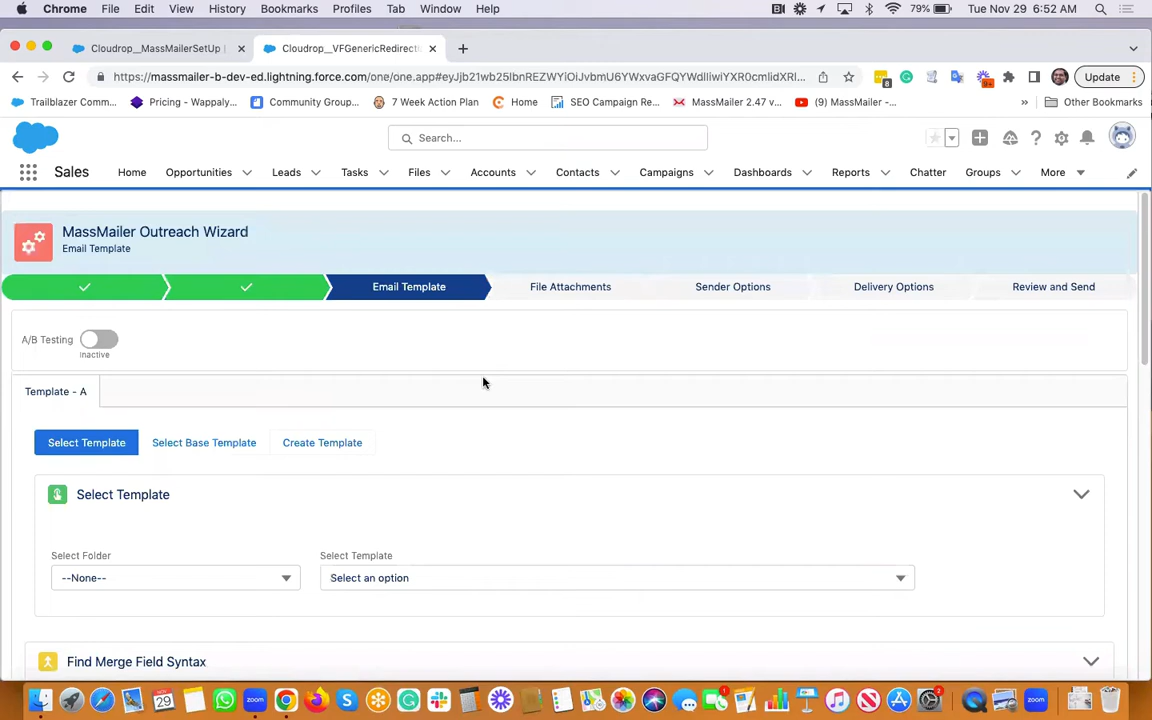 Chrome File Edit View History Bookmarks Profiles Tab Window Help 79% Tue Nov 29 6:52 AM
Cloudrop__MassMailerSetUp | Cloudrop__VFGenericRedirect
https://massmailer-b-dev-ed.lightning.force.com/one/one.app#
Update
Trailblazer Comm... Pricing - Wappaly... Community Group... 7 Week Action Plan Home SEO Campaign Re... MassMailer 2.47 v... (9) MassMailer -... » Other Bookmarks
Search...
Sales Home Opportunities Leads Tasks Files Accounts Contacts Campaigns Dashboards Reports Chatter Groups More
MassMailer Outreach Wizard
Email Template
Email Template File Attachments Sender Options Delivery Options Review and Send
A/B Testing
Inactive
Template - A
Select Template Select Base Template Create Template
Select Template
Select Folder Select Template
--None-- Select an option
Find Merge Field Syntax